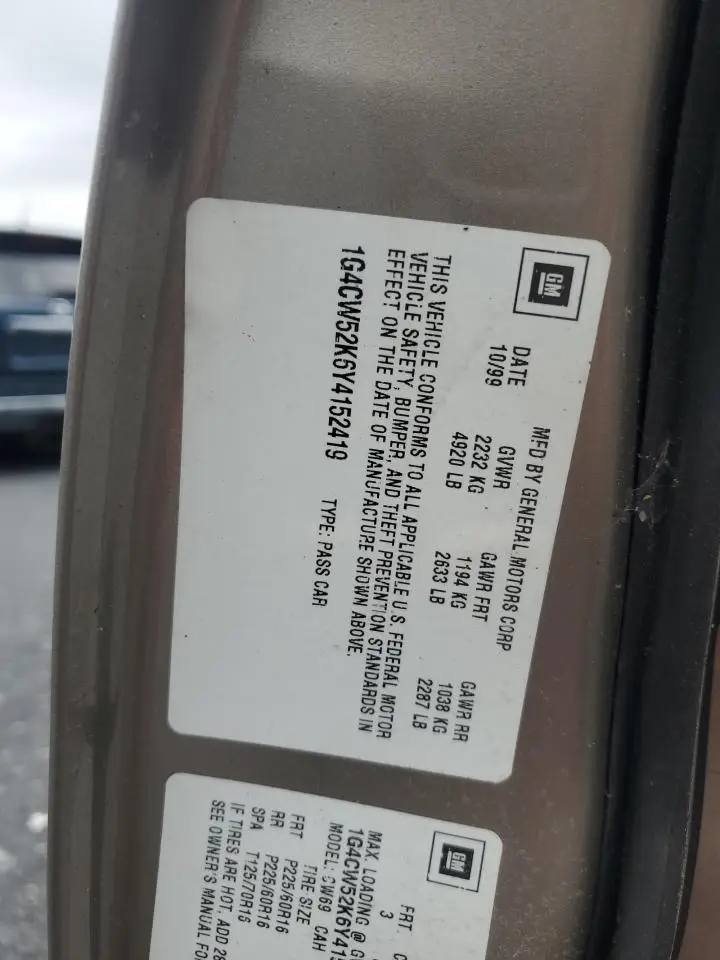 GM
MFD BY GENERAL MOTORS CORP
DATE GVWR GAWR FRT GAWR RR
10/99 2232 KG 1194 KG 1038 KG
4920 LB 2633 LB 2287 LB
THIS VEHICLE CONFORMS TO ALL APPLICABLE U.S. FEDERAL MOTOR
VEHICLE SAFETY, BUMPER, AND THEFT PREVENTION STANDARDS IN
EFFECT ON THE DATE OF MANUFACTURE SHOWN ABOVE.
1G4CW52K6Y4152419 TYPE: PASS CAR
GM
FRT.
3
MAX. LOADING @
1G4CW52K6Y415
MODEL: CW69 CAH
TIRE SIZE
FRT P225/60R16
RR P225/60R16
SPA T125/70R16
IF TIRES ARE HOT, ADD 28
SEE OWNER'S MANUAL FO